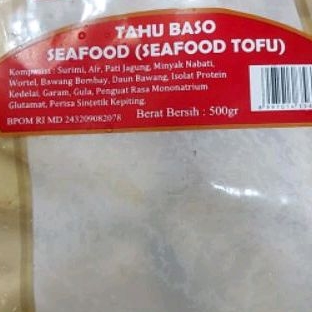 TAHU BASO
SEAFOOD (SEAFOOD TOFU)
Komposisi : Surimi, Air, Pati Jagung, Minyak Nabati,
Wortel, Bawang Bombay, Daun Bawang, Isolat Protein
Kedelai, Garam, Gula, Penguat Rasa Mononatrium
Glutamat, Perisa Sintetik Kepiting.
Berat Bersih : 500gr
BPOM RI MD 243209082078